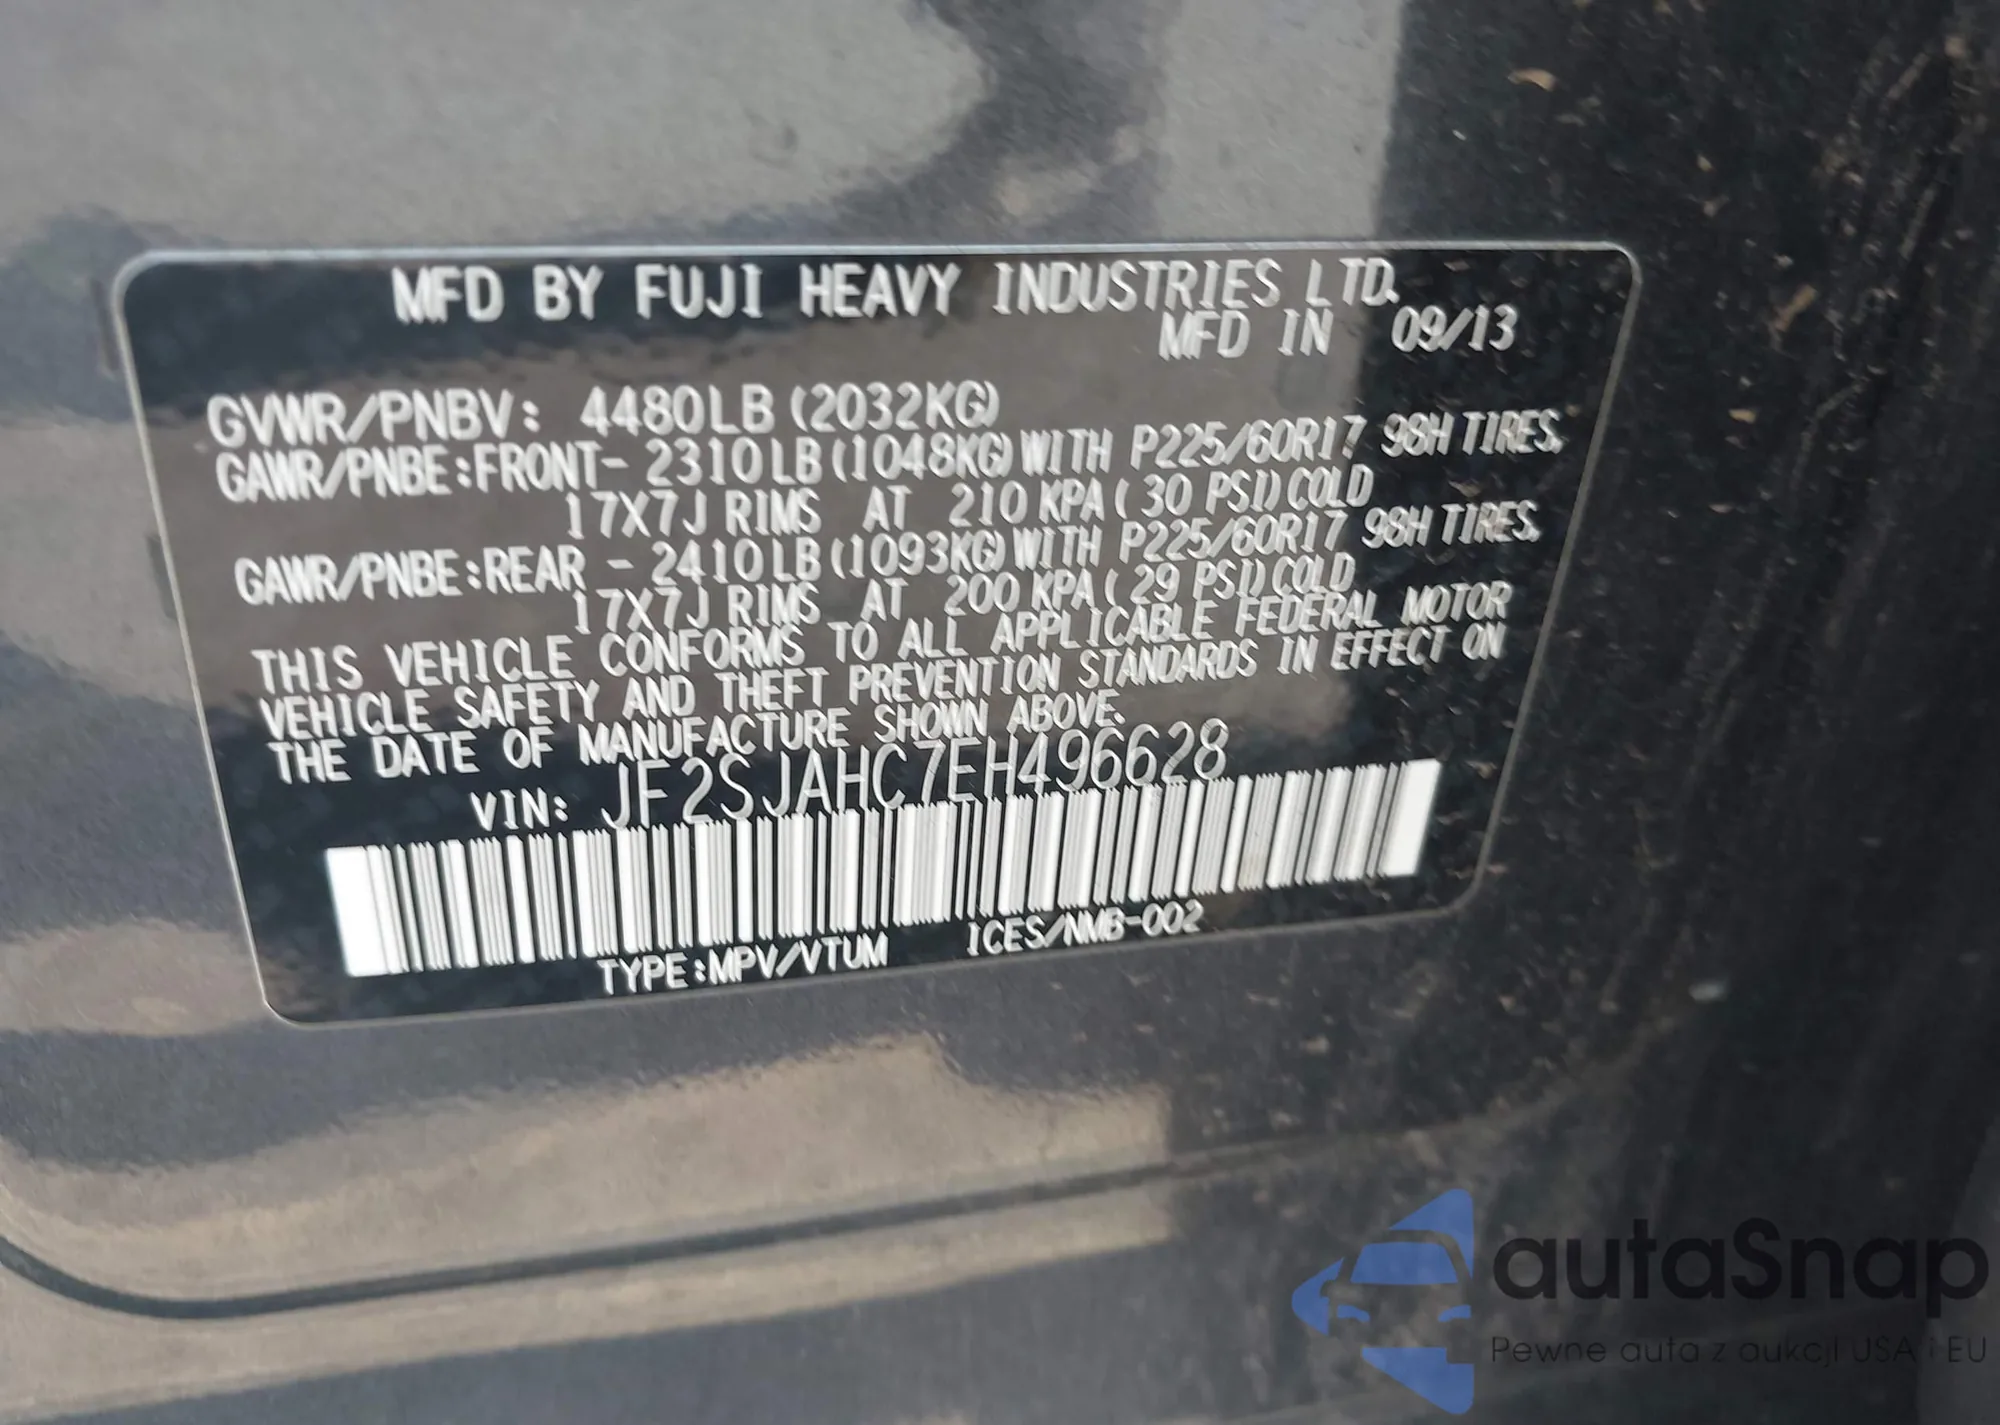 MFD BY FUJI HEAVY INDUSTRIES LTD.
MFD IN 09/13
GVWR/PNBV: 4480LB (2032KG)
GAWR/PNBE:FRONT- 2310LB(1048KG)WITH P225/60R17 98H TIRES,
17X7J RIMS AT 210 KPA( 30 PSI)COLD
GAWR/PNBE:REAR - 2410LB(1093KG)WITH P225/60R17 98H TIRES,
17X7J RIMS AT 200 KPA( 29 PSI)COLD
THIS VEHICLE CONFORMS TO ALL APPLICABLE FEDERAL MOTOR
VEHICLE SAFETY AND THEFT PREVENTION STANDARDS IN EFFECT ON
THE DATE OF MANUFACTURE SHOWN ABOVE.
VIN: JF2SJAHC7EH496628
TYPE:MPV/VTUM ICES/NMB-002
autaSnap
Pewne auta z aukcji USA i EU